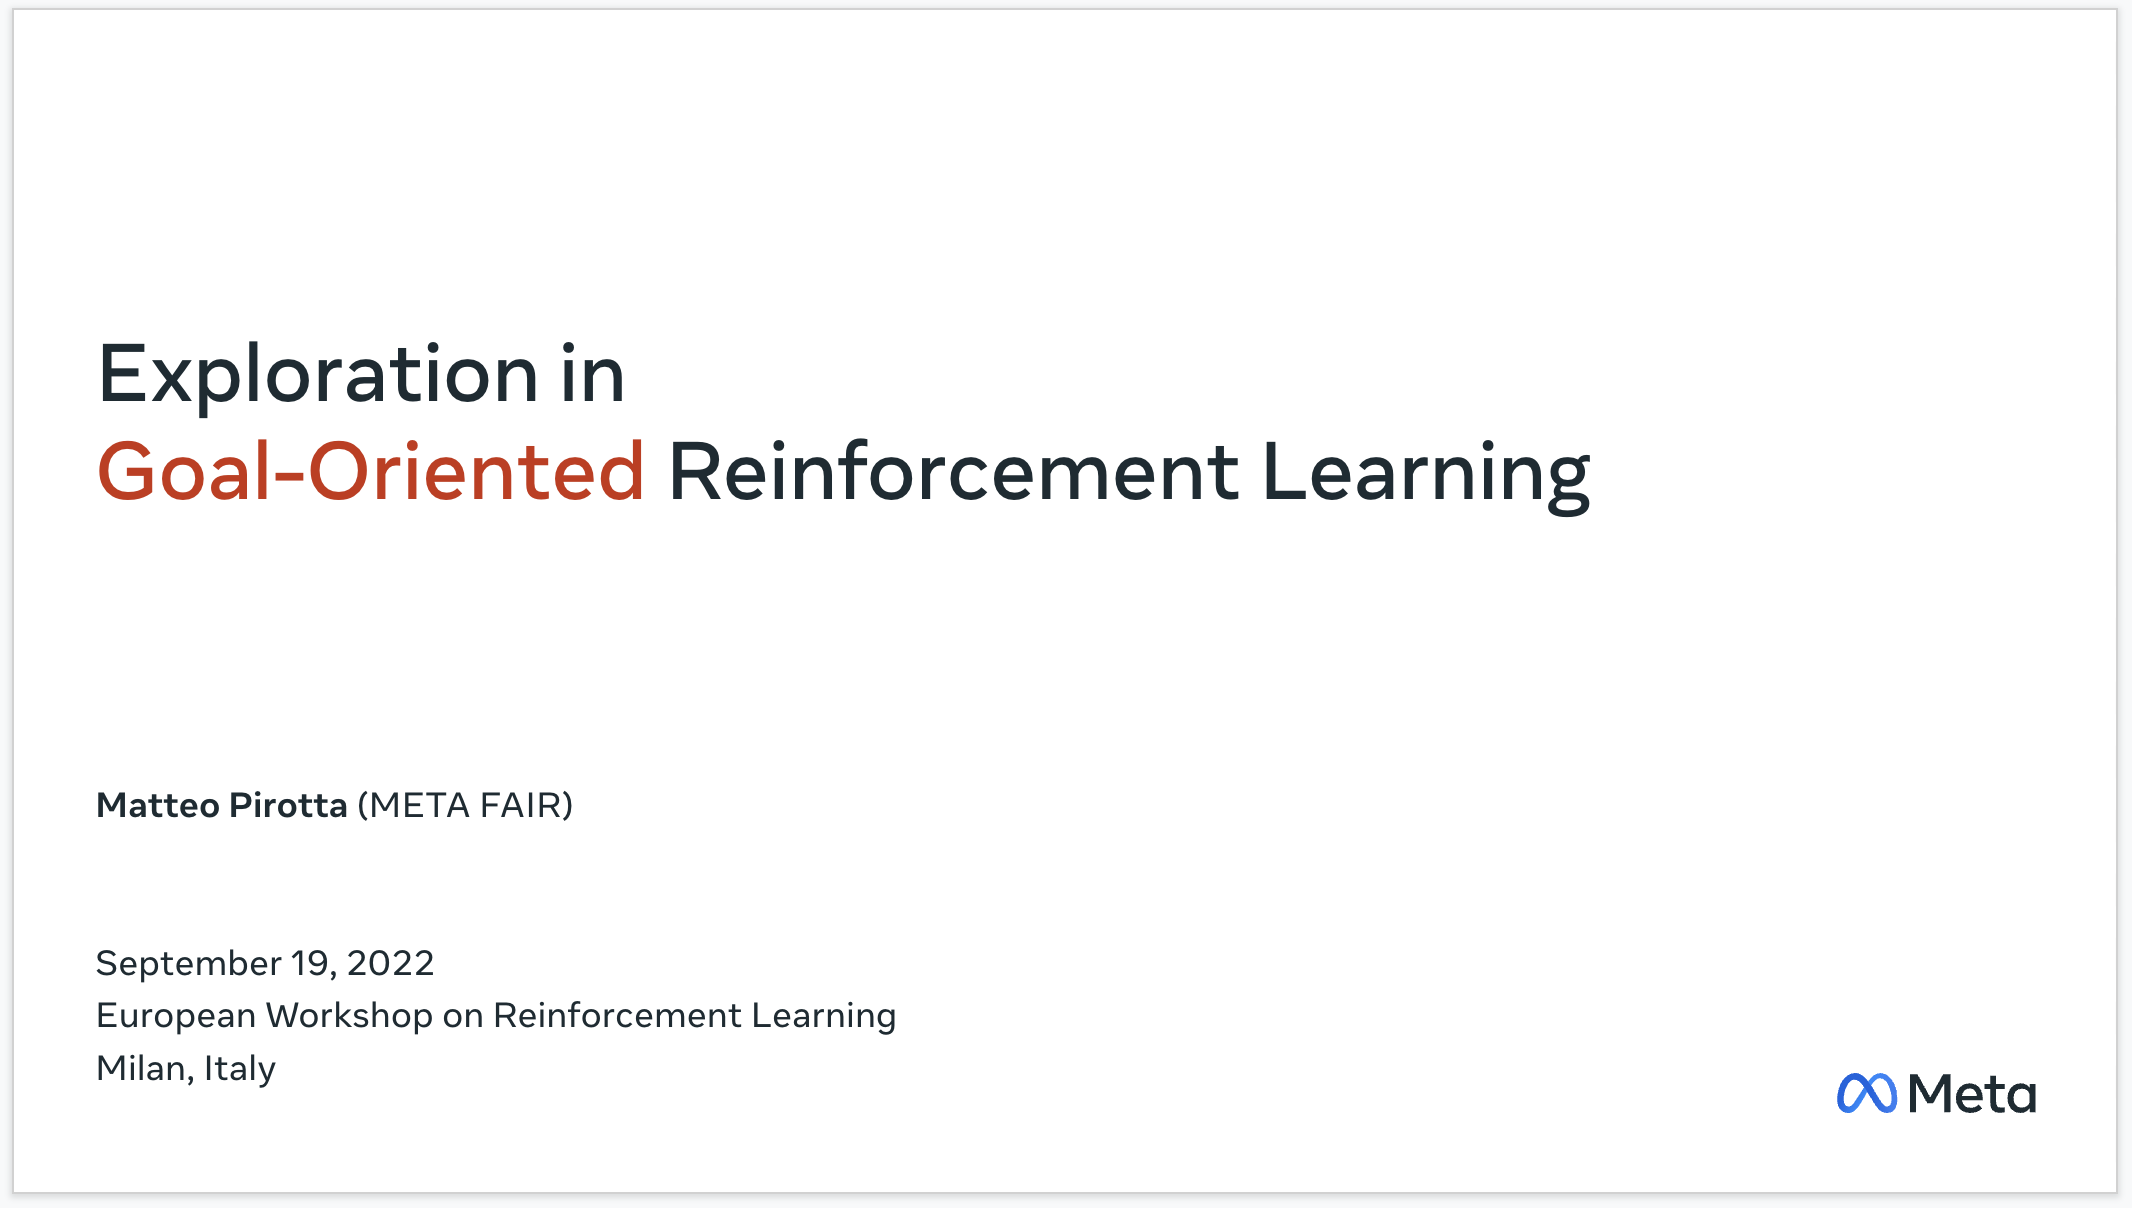 Exploration in
Goal-Oriented Reinforcement Learning
Matteo Pirotta (META FAIR)
September 19, 2022
European Workshop on Reinforcement Learning
Milan, Italy
Meta